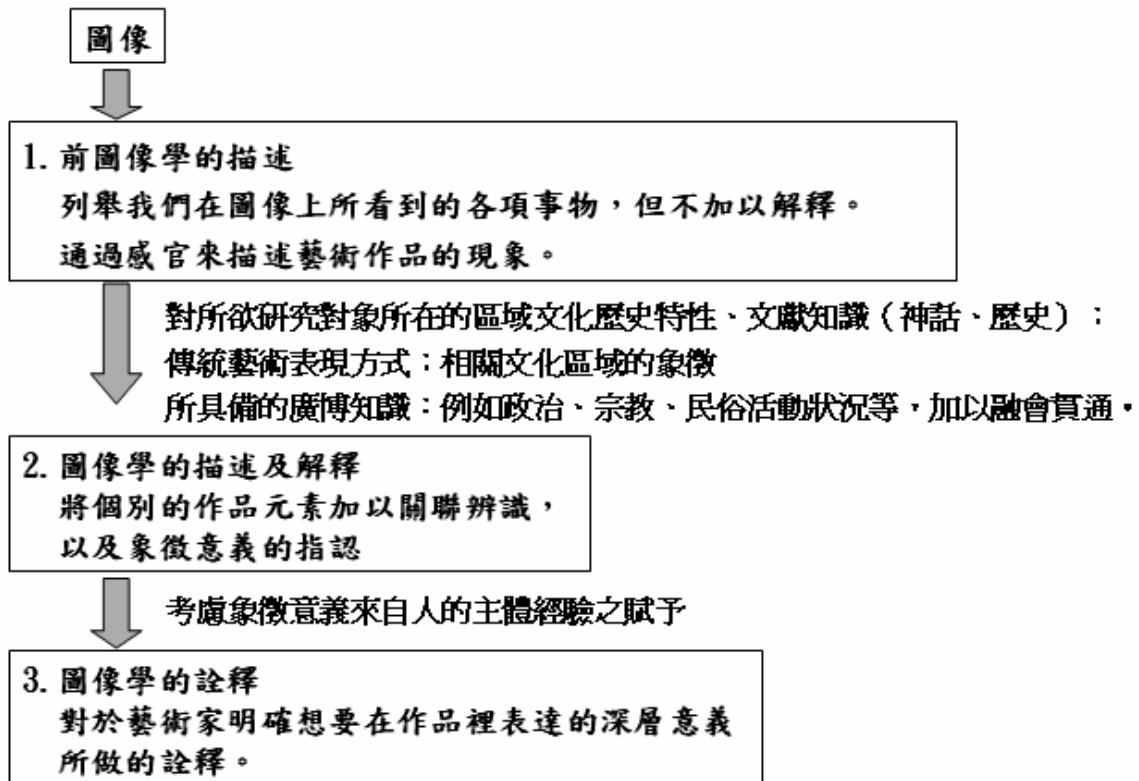 圖像
1. 前圖像學的描述
列舉我們在圖像上所看到的各項事物，但不加以解釋。
通過感官來描述藝術作品的現象。
對所欲研究對象所在的區域文化歷史特性、文獻知識（神話、歷史）：
傳統藝術表現方式：相關文化區域的象徵
所具備的廣博知識：例如政治、宗教、民俗活動狀況等，加以融會貫通。
2. 圖像學的描述及解釋
將個別的作品元素加以關聯辨識，
以及象徵意義的指認
考慮象徵意義來自人的主體經驗之賦予
3. 圖像學的詮釋
對於藝術家明確想要在作品裡表達的深層意義
所做的詮釋。